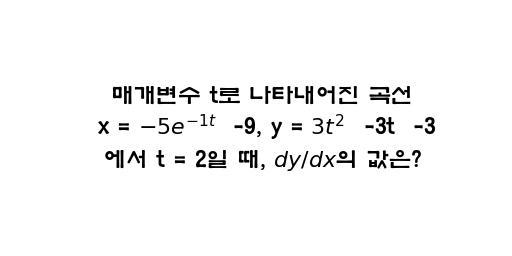 매개변수 t로 나타내어진 곡선
x = $-5e^{-1t}$ -9, y = $3t^2$ -3t -3
에서 t = 2일 때, $dy/dx$의 값은?